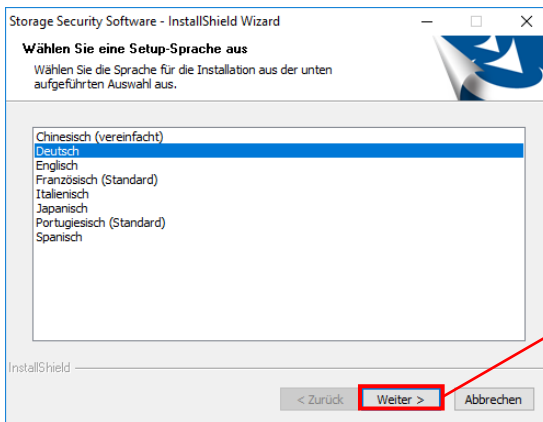 Storage Security Software - InstallShield Wizard
Wählen Sie eine Setup-Sprache aus
Wählen Sie die Sprache für die Installation aus der unten
aufgeführten Auswahl aus.
Chinesisch (vereinfacht)
Deutsch
Englisch
Französisch (Standard)
Italienisch
Japanisch
Portugiesisch (Standard)
Spanisch
InstallShield
< Zurück Weiter > Abbrechen